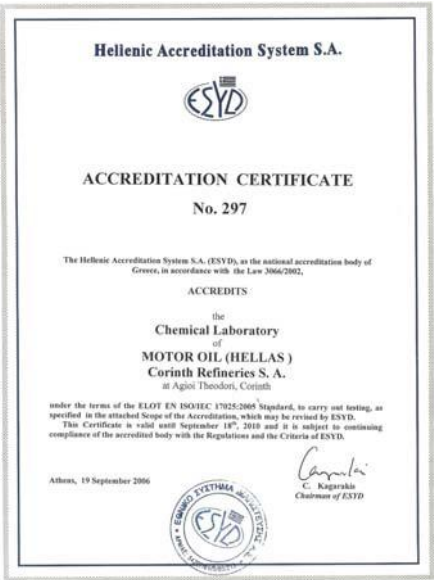 Hellenic Accreditation System S.A.
ESYD
ACCREDITATION CERTIFICATE
No. 297
The Hellenic Accreditation System S.A. (ESYD), as the national accreditation body of
Greece, in accordance with the Law 3066/2002,
ACCREDITS
the
Chemical Laboratory
of
MOTOR OIL (HELLAS )
Corinth Refineries S. A.
at Agioi Theodori, Corinth
under the terms of the ELOT EN ISO/IEC 17025:2005 Standard, to carry out testing, as
specified in the attached Scope of the Accreditation, which may be revised by ESYD.
This Certificate is valid until September 18th, 2010 and it is subject to continuing
compliance of the accredited body with the Regulations and the Criteria of ESYD.
Athens, 19 September 2006
C. Kagarakis
Chairman of ESYD
ΕΘΝΙΚΟ ΣΥΣΤΗΜΑ
ESYD